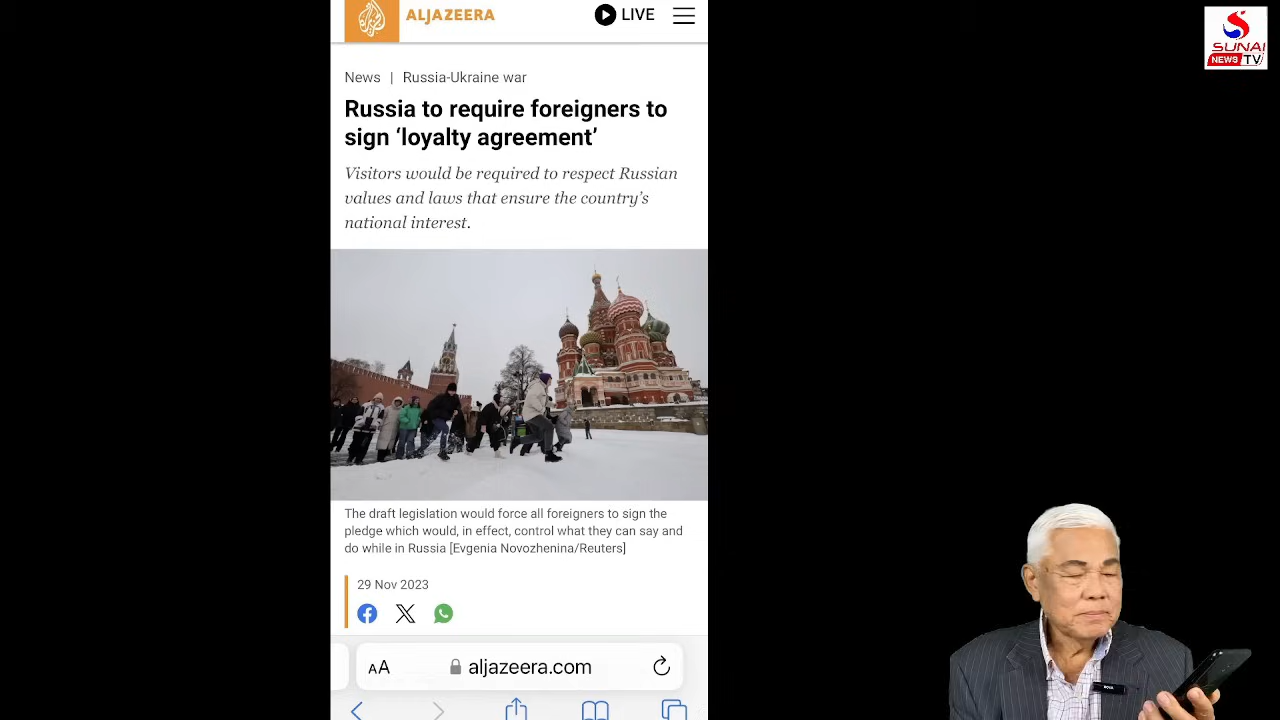 ALJAZEERA
LIVE
SUNAI
NEWS TV
News | Russia-Ukraine war
Russia to require foreigners to
sign ‘loyalty agreement’
Visitors would be required to respect Russian
values and laws that ensure the country’s
national interest.
The draft legislation would force all foreigners to sign the
pledge which would, in effect, control what they can say and
do while in Russia [Evgenia Novozhenina/Reuters]
29 Nov 2023
AA
aljazeera.com